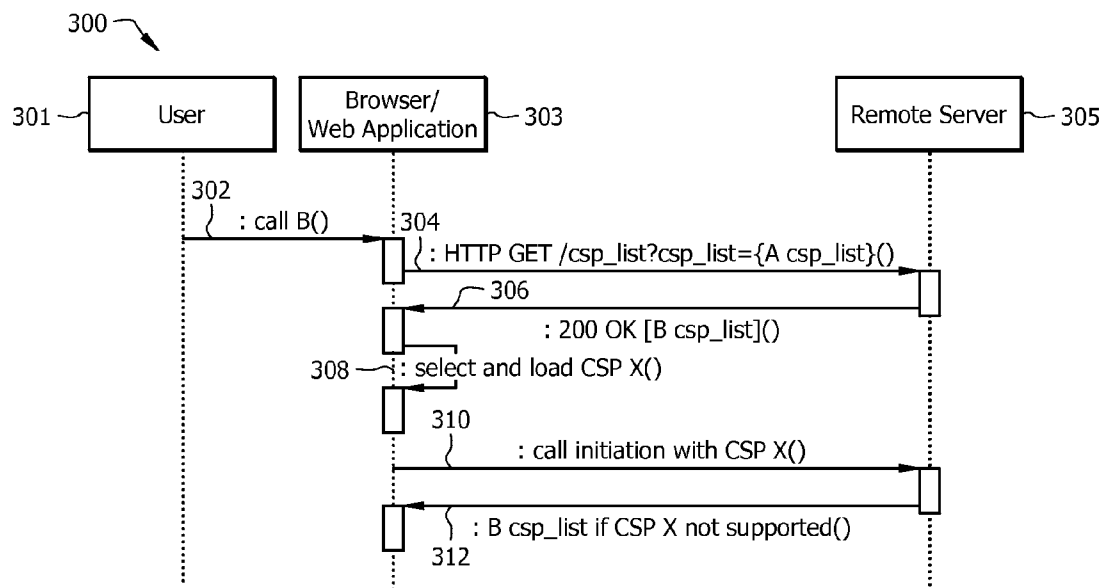 300
301
User
Browser/
Web Application
303
Remote Server
305
302
: call B()
304
: HTTP GET /csp_list?csp_list={A csp_list}()
306
: 200 OK [B csp_list]()
308
: select and load CSP X()
310
: call initiation with CSP X()
: B csp_list if CSP X not supported()
312